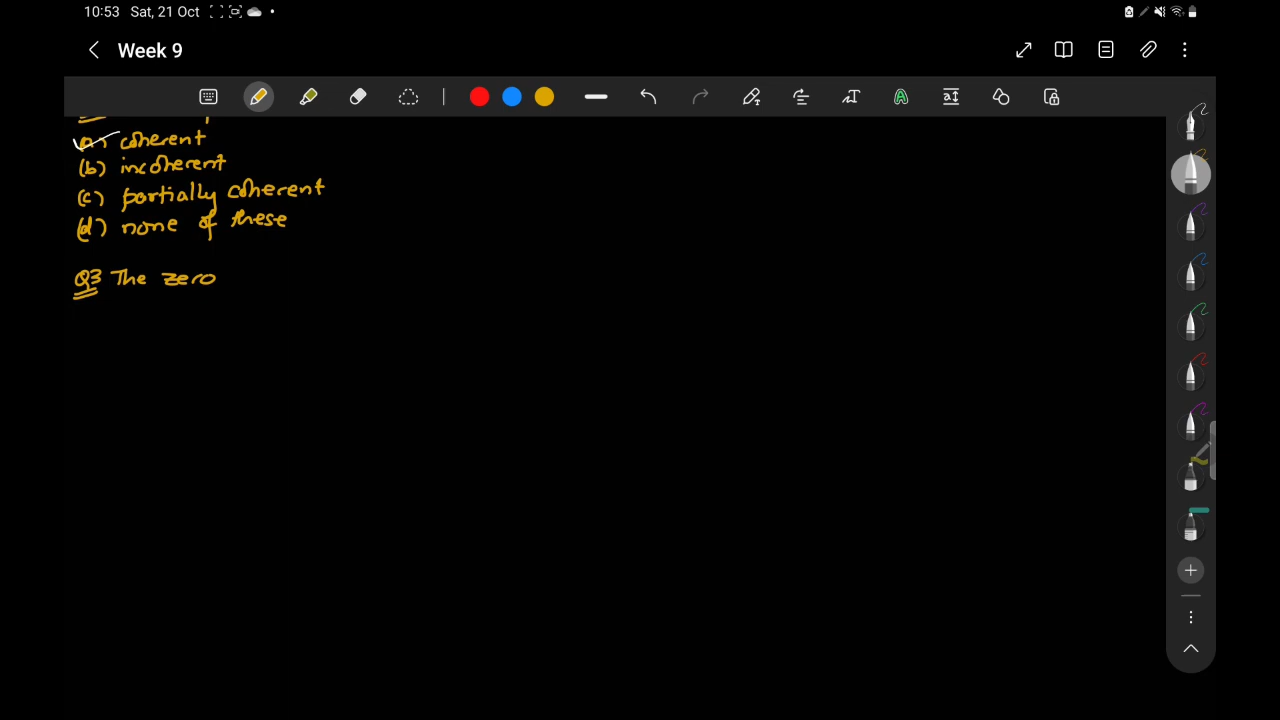 10:53 Sat, 21 Oct
Week 9
(a) coherent
(b) incoherent
(c) partially coherent
(d) none of these
Q3 The zero